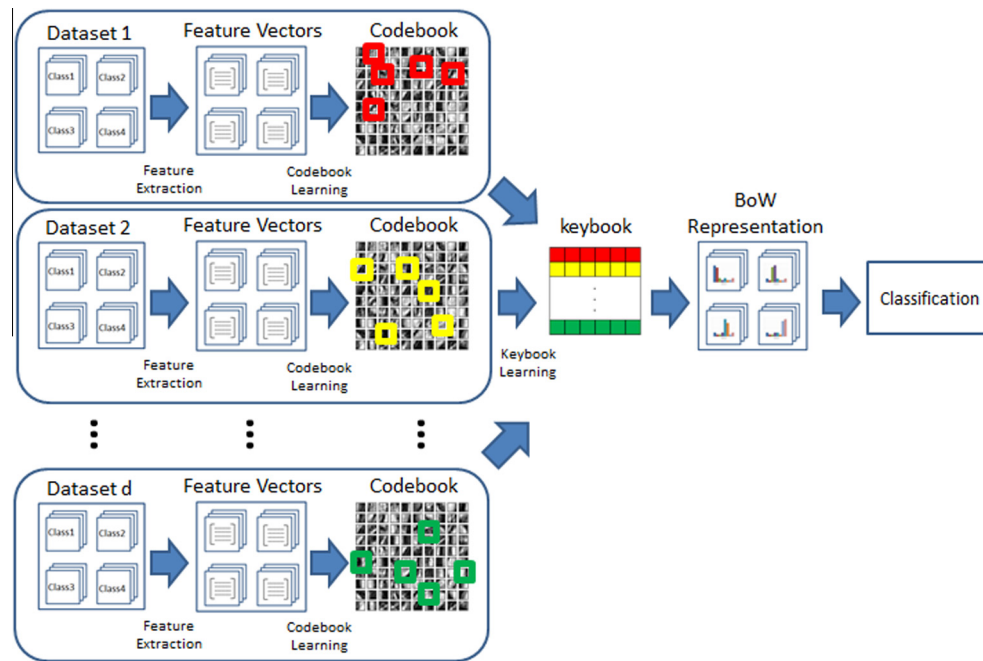 Dataset 1
Feature Vectors
Codebook
Class1
Class2
Class3
Class4
Feature
Extraction
Codebook
Learning
Dataset 2
Feature Vectors
Codebook
Class1
Class2
Class3
Class4
Feature
Extraction
Codebook
Learning
Keybook
Learning
keybook
BoW
Representation
Classification
Dataset d
Feature Vectors
Codebook
Class1
Class2
Class3
Class4
Feature
Extraction
Codebook
Learning